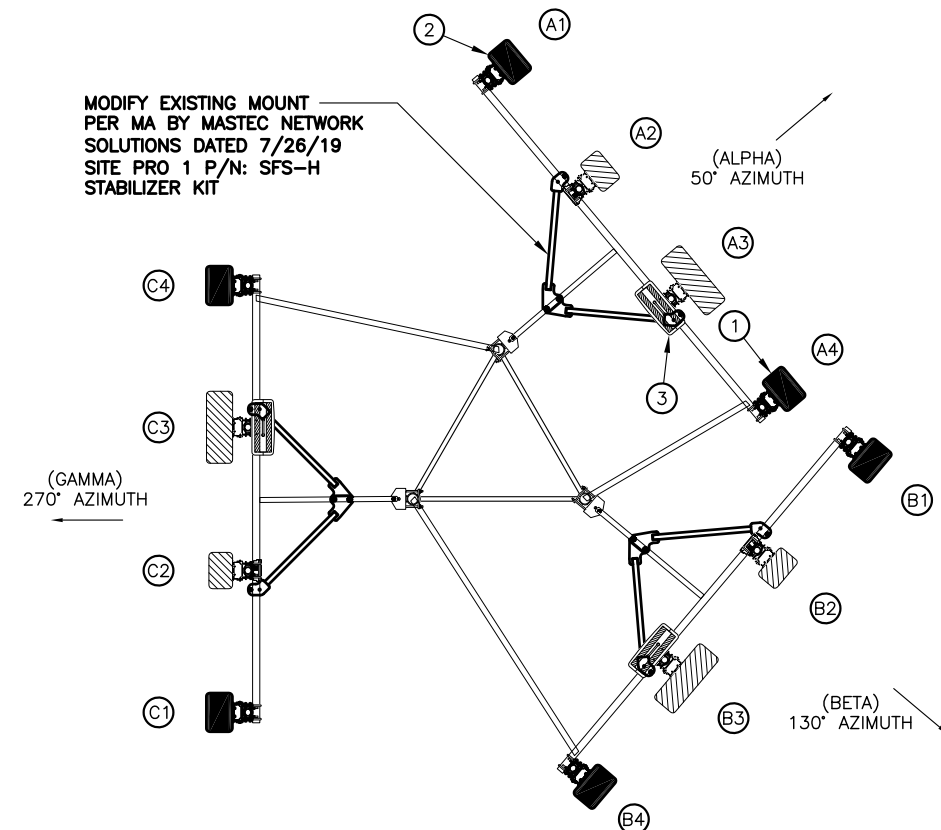 2
A1
MODIFY EXISTING MOUNT
PER MA BY MASTEC NETWORK
SOLUTIONS DATED 7/26/19
SITE PRO 1 P/N: SFS-H
STABILIZER KIT
A2
(ALPHA)
50° AZIMUTH
A3
C4
1
A4
3
C3
(GAMMA)
270° AZIMUTH
B1
C2
B2
C1
B3
(BETA)
130° AZIMUTH
B4